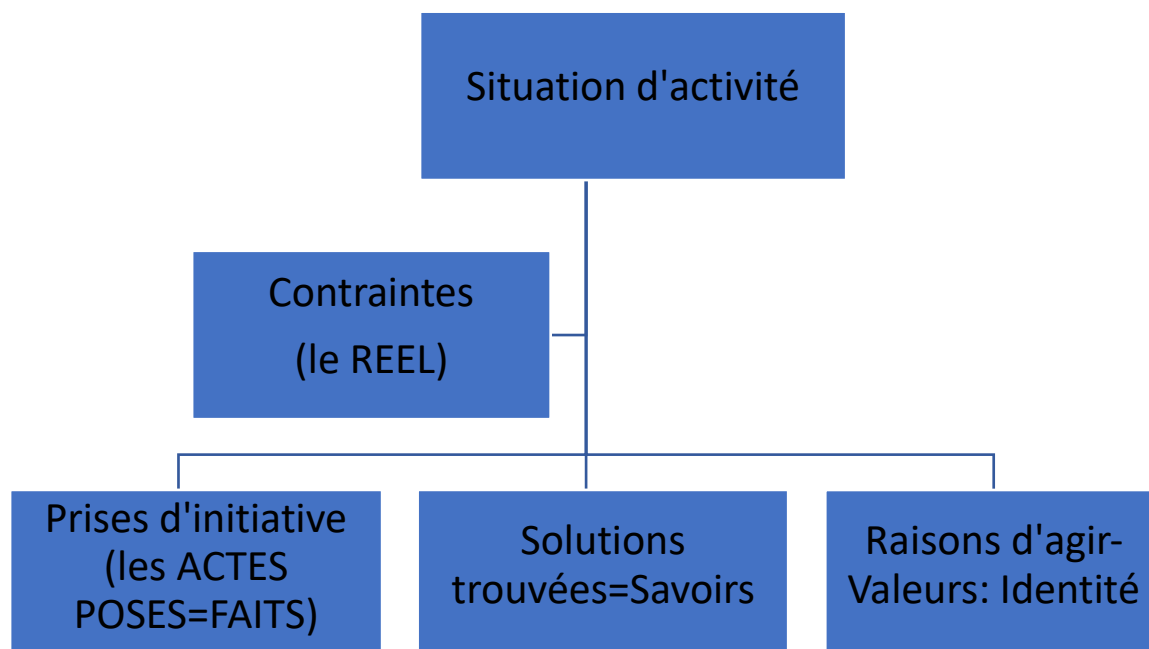 Situation d'activité
Contraintes
(le REEL)
Prises d'initiative
(les ACTES
POSES=FAITS)
Solutions
trouvées=Savoirs
Raisons d'agir-
Valeurs: Identité